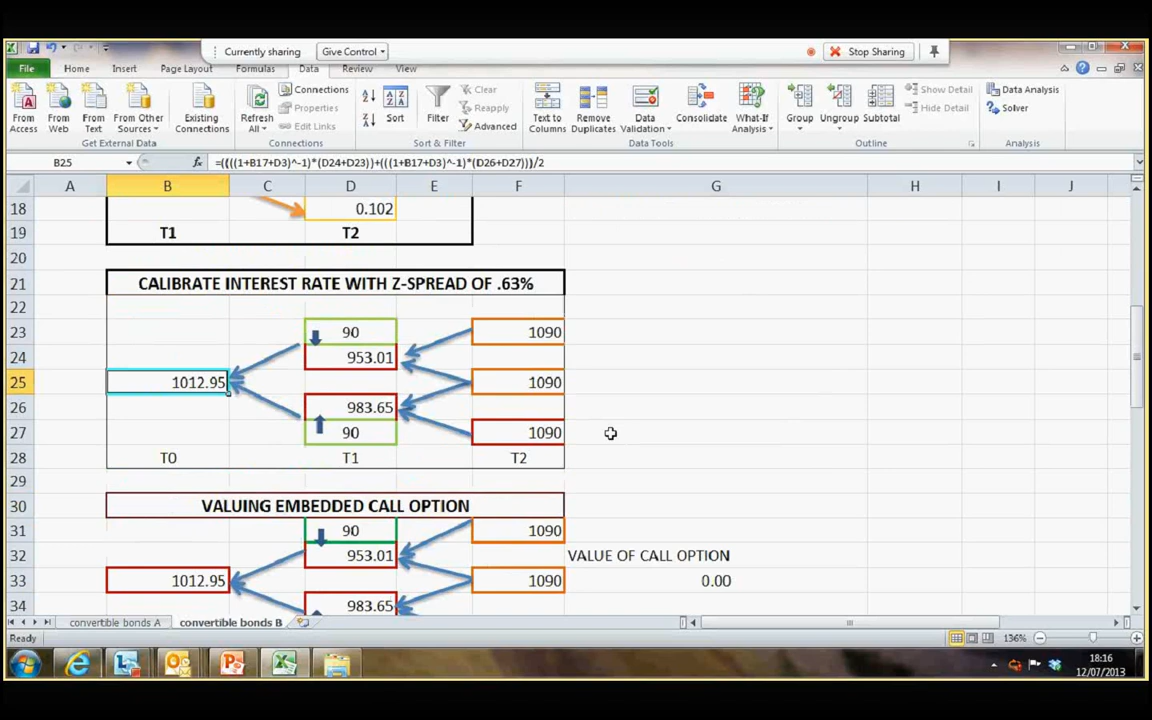 Currently sharing Give Control Stop Sharing
File Home Insert Page Layout Formulas Data Review View
From Access
From Web
From Text
From Other Sources
Existing Connections
Refresh All
Connections
Properties
Edit Links
Sort
Filter
Clear
Reapply
Advanced
Text to Columns
Remove Duplicates
Data Validation
Consolidate
What-If Analysis
Group
Ungroup
Subtotal
Show Detail
Hide Detail
Data Analysis
Solver
Get External Data Connections Sort & Filter Data Tools Outline Analysis
B25 fx =((((1+B17+D3)^-1)*(D24+D23))+(((1+B17+D3)^-1)*(D26+D27)))/2
A B C D E F G H I J
18 0.102
19 T1 T2
20
21 CALIBRATE INTEREST RATE WITH Z-SPREAD OF .63%
22
23 90 1090
24 953.01
25 1012.95 1090
26 983.65
27 90 1090
28 T0 T1 T2
29
30 VALUING EMBEDDED CALL OPTION
31 90 1090
32 953.01 VALUE OF CALL OPTION
33 1012.95 1090 0.00
34 983.65
convertible bonds A convertible bonds B
Ready 136%
18:16
12/07/2013